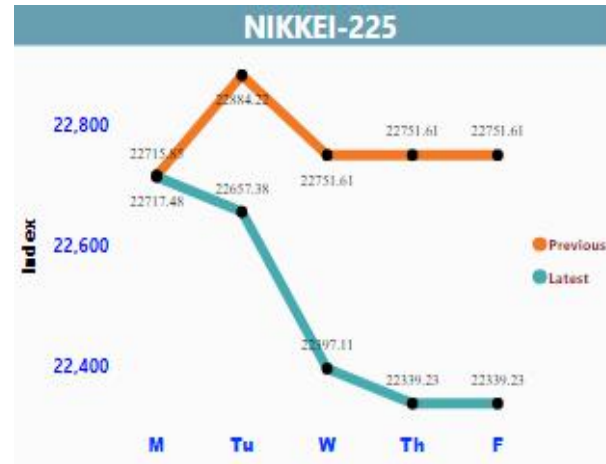 NIKKEI-225
22884.22
22,800
22751.61
22751.61
22715.85
22751.61
22657.38
22717.48
22,600
Index
Previous
Latest
22397.11
22,400
22339.23
22339.23
M Tu W Th F